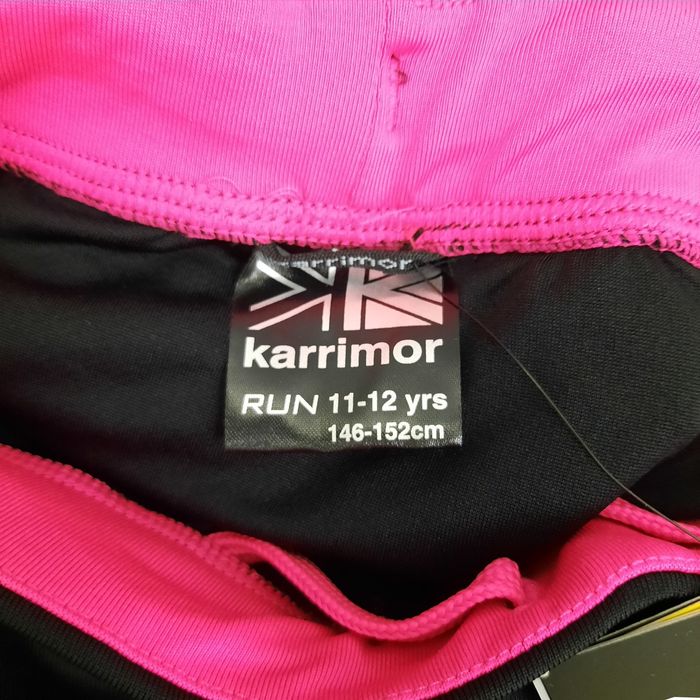 karrimor
karrimor
RUN 11-12 yrs
146-152cm